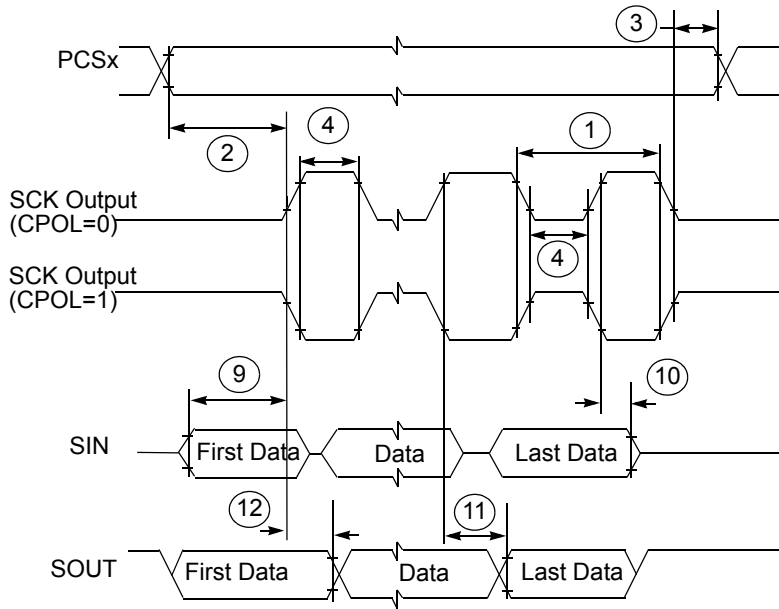 3
PCSx
2
4
1
SCK Output
(CPOL=0)
4
SCK Output
(CPOL=1)
9
10
SIN
First Data
Data
Last Data
12
11
SOUT
First Data
Data
Last Data